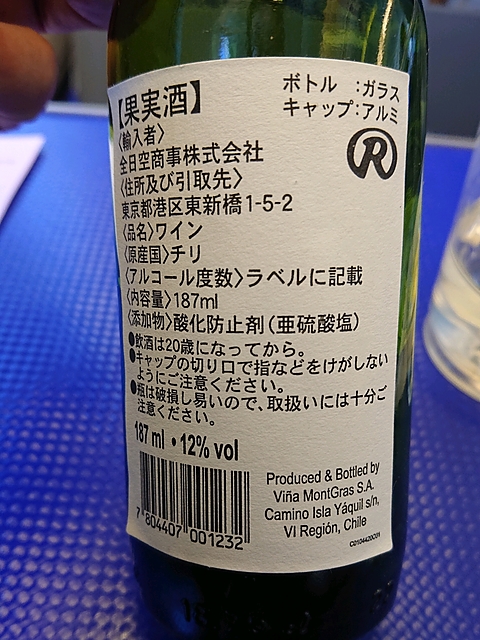 【果実酒】
ボトル :ガラス
キャップ:アルミ
〈輸入者〉
全日空商事株式会社
〈住所及び引取先〉
東京都港区東新橋1-5-2
〈品名〉ワイン
〈原産国〉チリ
〈アルコール度数〉ラベルに記載
〈内容量〉187ml
〈添加物〉酸化防止剤(亜硫酸塩)
●飲酒は20歳になってから。
●キャップの切り口で指などをけがしない
ようにご注意ください。
●瓶は破損し易いので、取扱いには十分ご
注意ください。
187 ml • 12% vol
7 804407 001232
Produced & Bottled by
Viña MontGras S.A.
Camino Isla Yáquil s/n,
VI Región, Chile
C0104420C01
R